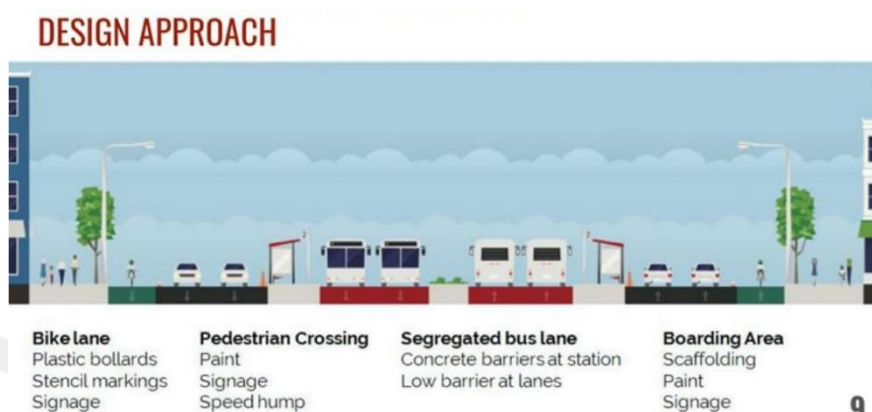 DESIGN APPROACH
Bike lane
Plastic bollards
Stencil markings
Signage
Pedestrian Crossing
Paint
Signage
Speed hump
Segregated bus lane
Concrete barriers at station
Low barrier at lanes
Boarding Area
Scaffolding
Paint
Signage
9